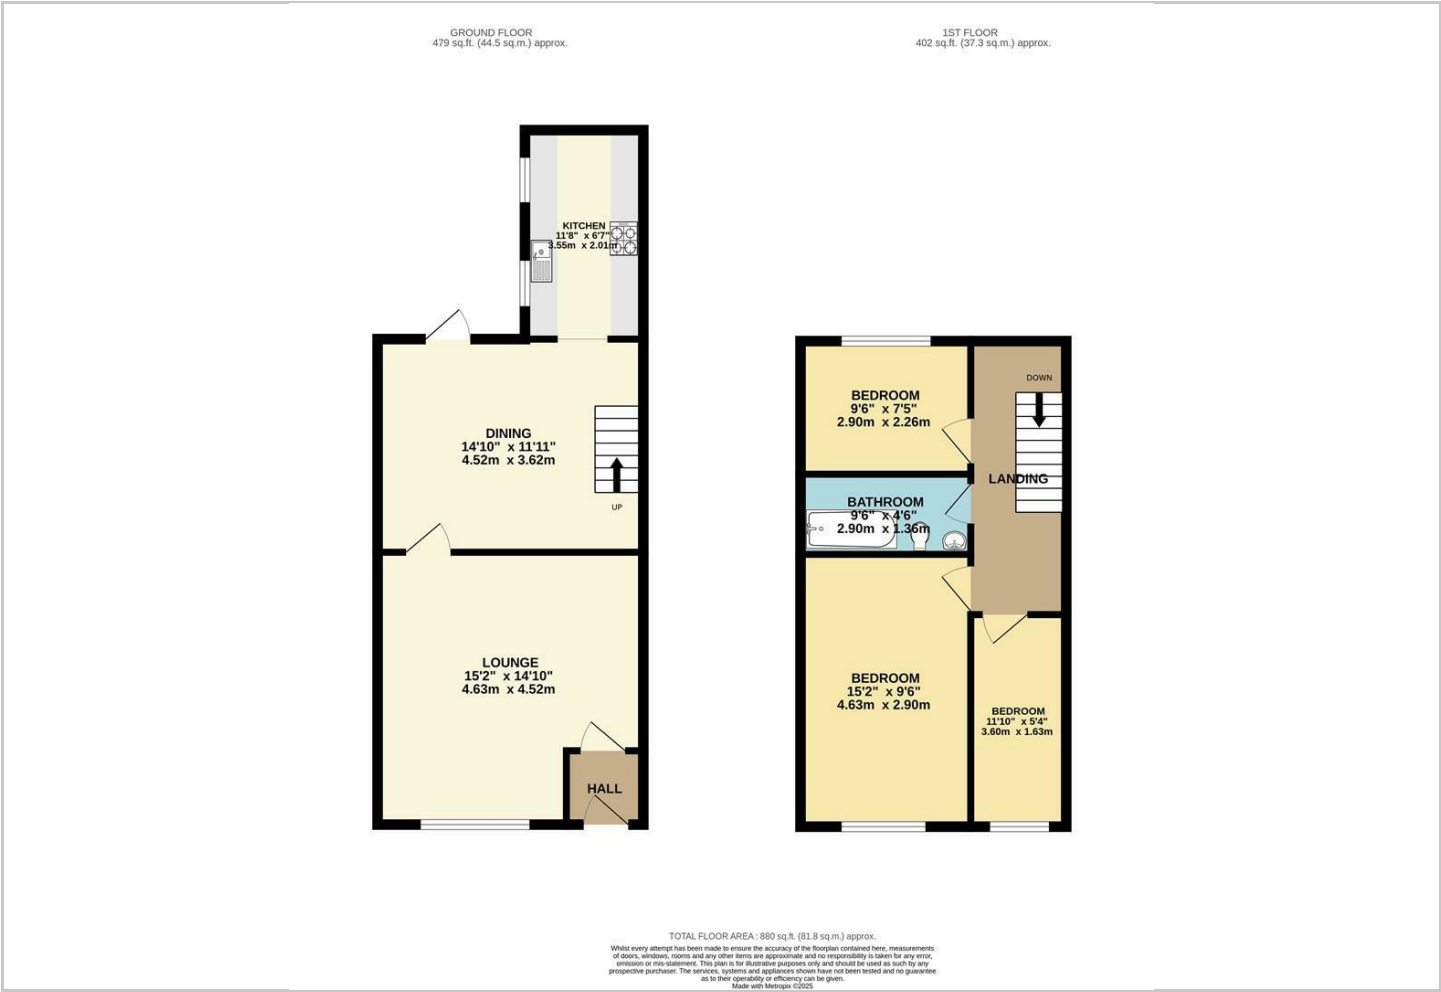 GROUND FLOOR
479 sq.ft. (44.5 sq.m.) approx.
1ST FLOOR
402 sq.ft. (37.3 sq.m.) approx.
KITCHEN
11'8" x 6'7"
3.55m x 2.01m
DINING
14'10" x 11'11"
4.52m x 3.62m
UP
LOUNGE
15'2" x 14'10"
4.63m x 4.52m
HALL
BEDROOM
9'6" x 7'5"
2.90m x 2.26m
DOWN
LANDING
BATHROOM
9'6" x 4'6"
2.90m x 1.36m
BEDROOM
15'2" x 9'6"
4.63m x 2.90m
BEDROOM
11'10" x 5'4"
3.60m x 1.63m
TOTAL FLOOR AREA : 880 sq.ft. (81.8 sq.m.) approx.
Whilst every attempt has been made to ensure the accuracy of the floorplan contained here, measurements
of doors, windows, rooms and any other items are approximate and no responsibility is taken for any error,
omission or mis-statement. This plan is for illustrative purposes only and should be used as such by any
prospective purchaser. The services, systems and appliances shown have not been tested and no guarantee
as to their operability or efficiency can be given.
Made with Metropix ©2025